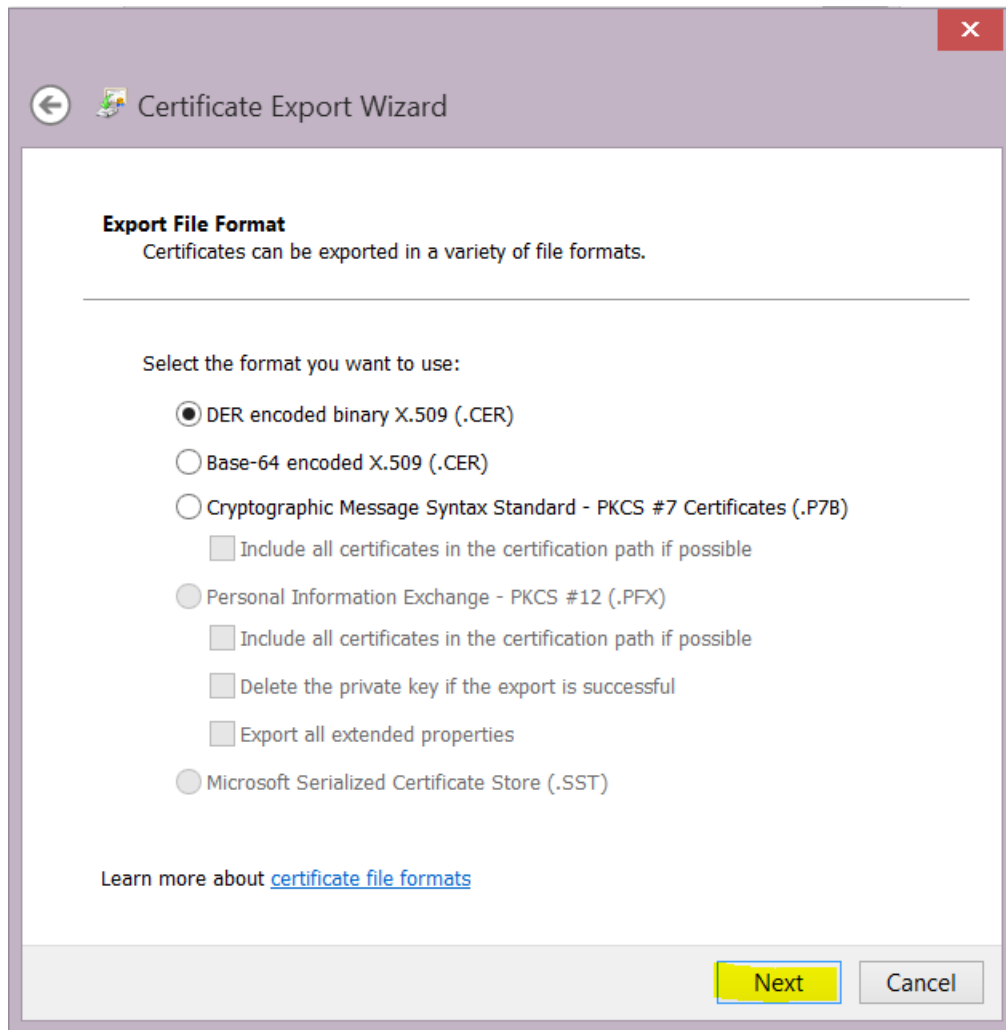 Certificate Export Wizard
Export File Format
Certificates can be exported in a variety of file formats.
Select the format you want to use:
DER encoded binary X.509 (.CER)
Base-64 encoded X.509 (.CER)
Cryptographic Message Syntax Standard - PKCS #7 Certificates (.P7B)
Include all certificates in the certification path if possible
Personal Information Exchange - PKCS #12 (.PFX)
Include all certificates in the certification path if possible
Delete the private key if the export is successful
Export all extended properties
Microsoft Serialized Certificate Store (.SST)
Learn more about certificate file formats
Next Cancel